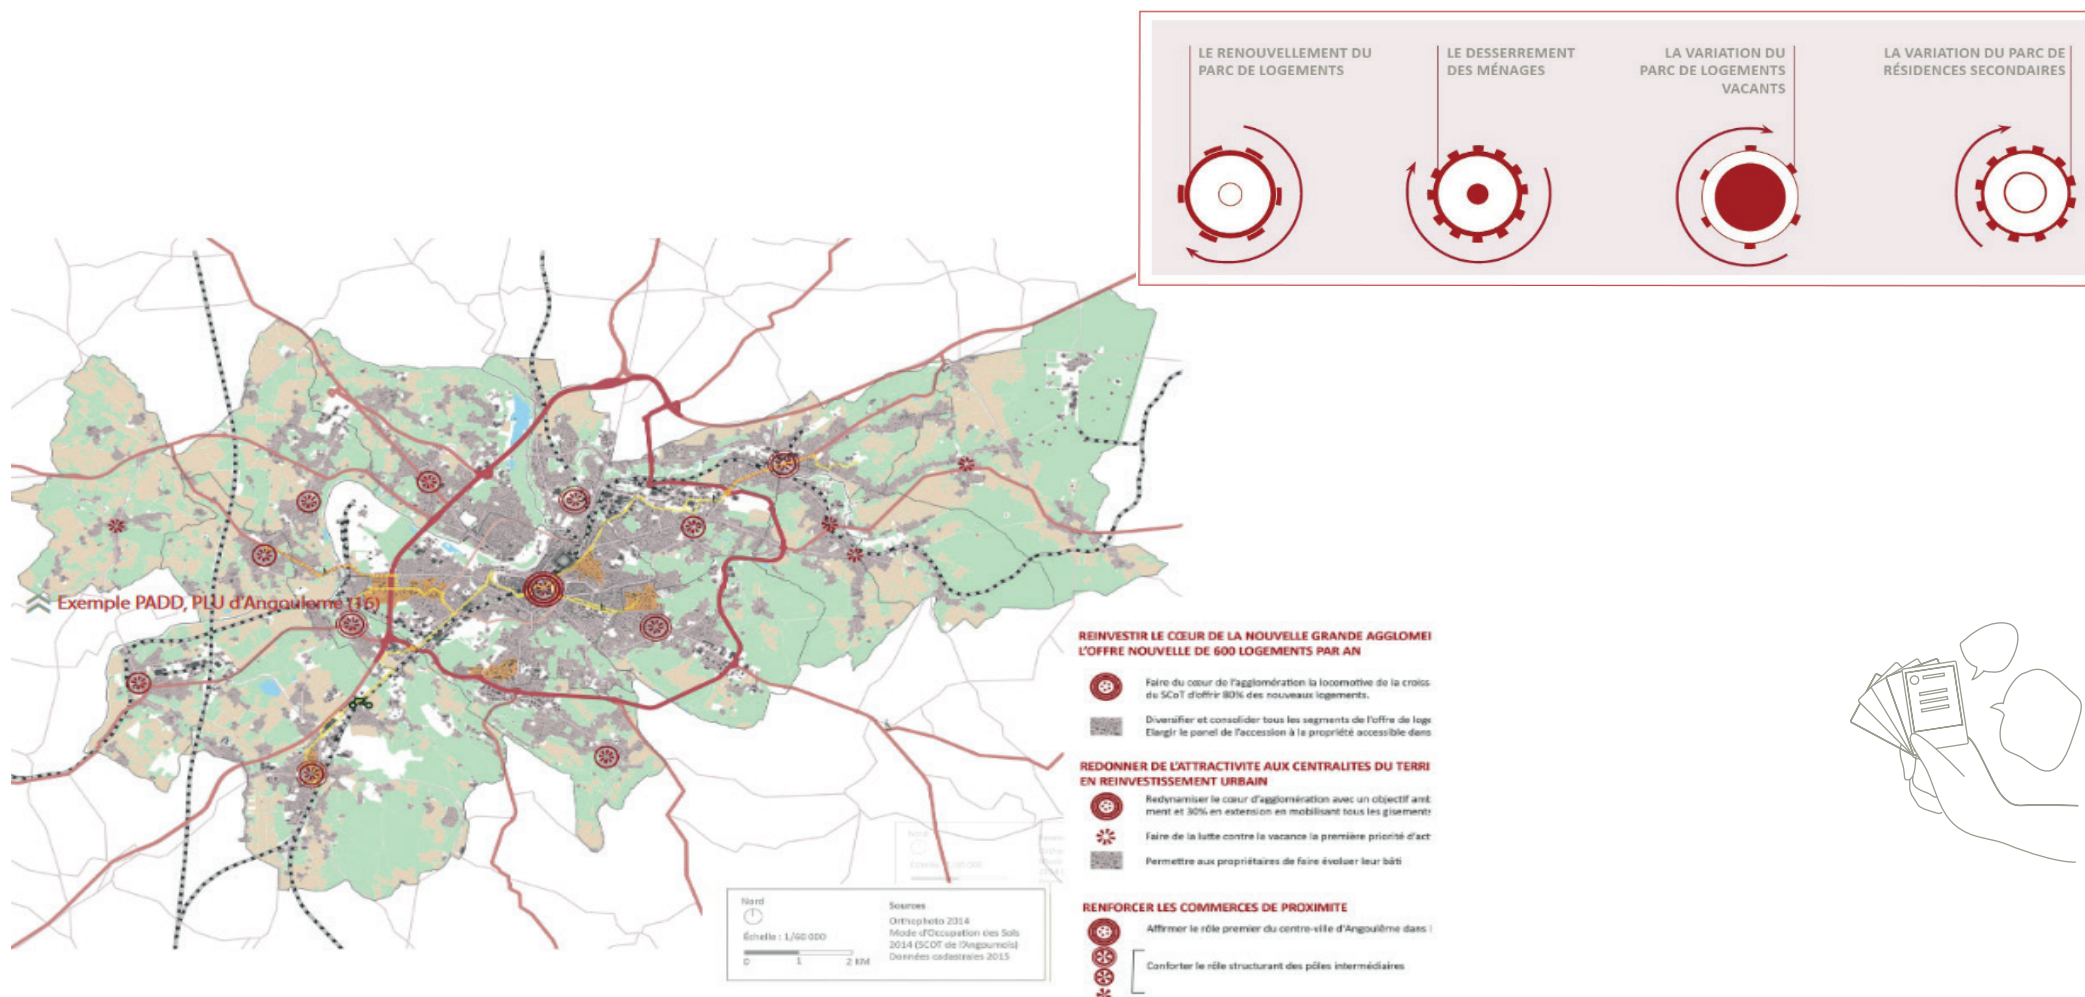 LE RENOUVELLEMENT DU
PARC DE LOGEMENTS
LE DESSERREMENT
DES MÉNAGES
LA VARIATION DU
PARC DE LOGEMENTS
VACANTS
LA VARIATION DU PARC DE
RÉSIDENCES SECONDAIRES
Exemple PADD, PLU d'Angouleme (16)
REINVESTIR LE CŒUR DE LA NOUVELLE GRANDE AGGLOMEI
L'OFFRE NOUVELLE DE 600 LOGEMENTS PAR AN
Faire du cœur de l'agglomération la locomotive de la croiss
du SCoT d'offrir 80% des nouveaux logements.
Diversifier et consolider tous les segments de l'offre de loge
Elargir le panel de l'accession à la propriété accessible dans
REDONNER DE L'ATTRACTIVITE AUX CENTRALITES DU TERRI
EN REINVESTISSEMENT URBAIN
Redynamiser le cœur d'agglomération avec un objectif amb
ment et 30% en extension en mobilisant tous les gisements
Faire de la lutte contre la vacance la première priorité d'act
Permettre aux propriétaires de faire évoluer leur bâti
RENFORCER LES COMMERCES DE PROXIMITE
Affirmer le rôle premier du centre-ville d'Angoulême dans l
Conforter le rôle structurant des pôles intermédiaires
Nord
Échelle : 1/60 000
0 1 2 KM
Sources
Orthophoto 2014
Mode d'Occupation des Sols
2014 (SCOT de l'Angoumois)
Données cadastrales 2015